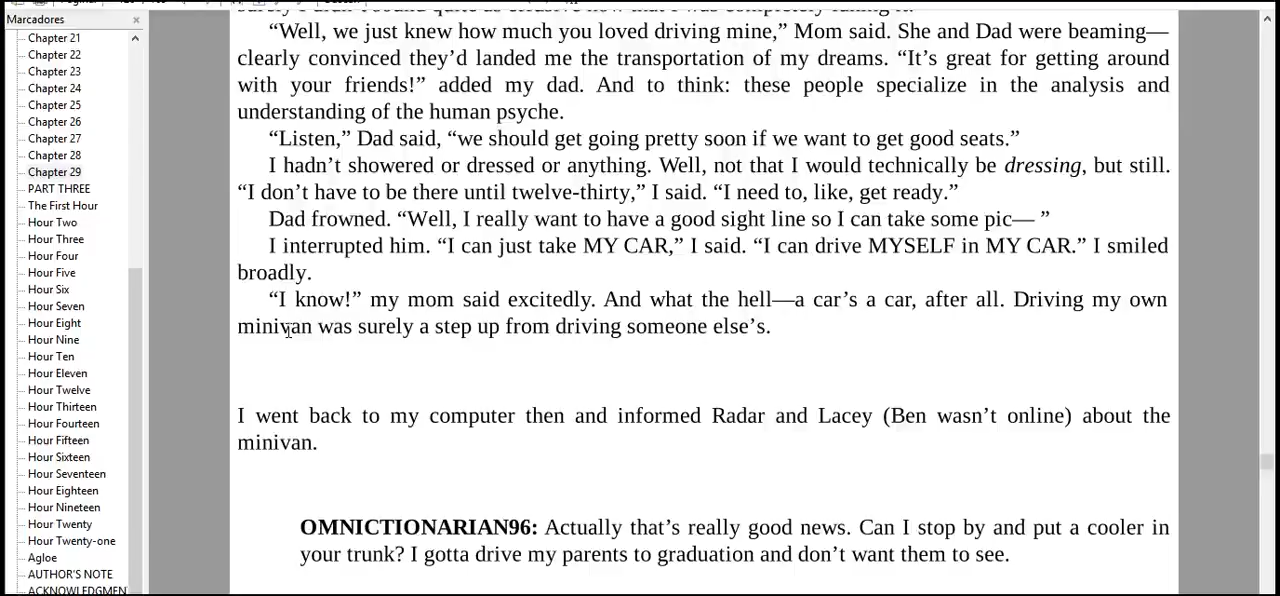 Marcadores
Chapter 21
Chapter 22
Chapter 23
Chapter 24
Chapter 25
Chapter 26
Chapter 27
Chapter 28
Chapter 29
PART THREE
The First Hour
Hour Two
Hour Three
Hour Four
Hour Five
Hour Six
Hour Seven
Hour Eight
Hour Nine
Hour Ten
Hour Eleven
Hour Twelve
Hour Thirteen
Hour Fourteen
Hour Fifteen
Hour Sixteen
Hour Seventeen
Hour Eighteen
Hour Nineteen
Hour Twenty
Hour Twenty-one
Agloe
AUTHOR'S NOTE
ACKNOWLEDGMEN
“Well, we just knew how much you loved driving mine,” Mom said. She and Dad were beaming—
clearly convinced they’d landed me the transportation of my dreams. “It’s great for getting around
with your friends!” added my dad. And to think: these people specialize in the analysis and
understanding of the human psyche.
“Listen,” Dad said, “we should get going pretty soon if we want to get good seats.”
I hadn’t showered or dressed or anything. Well, not that I would technically be dressing, but still.
“I don’t have to be there until twelve-thirty,” I said. “I need to, like, get ready.”
Dad frowned. “Well, I really want to have a good sight line so I can take some pic— ”
I interrupted him. “I can just take MY CAR,” I said. “I can drive MYSELF in MY CAR.” I smiled
broadly.
“I know!” my mom said excitedly. And what the hell—a car’s a car, after all. Driving my own
minivan was surely a step up from driving someone else’s.
I went back to my computer then and informed Radar and Lacey (Ben wasn’t online) about the
minivan.
OMNICTIONARIAN96: Actually that’s really good news. Can I stop by and put a cooler in
your trunk? I gotta drive my parents to graduation and don’t want them to see.